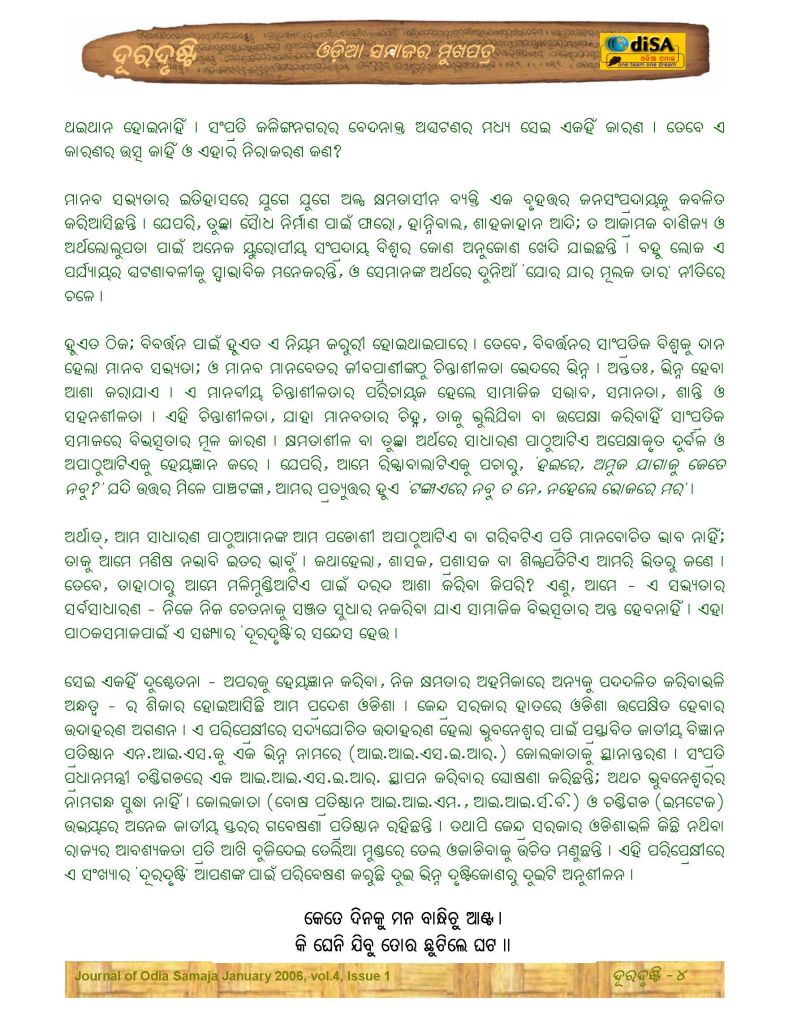 ଦୂରଦୃଷ୍ଟି ଓଡ଼ିଆ ସମାଜର ମୁଖପତ୍ର
diSA
ଓଡ଼ିଆ ସମାଜ
one team one dream
ଥଇଥାନ ହୋଇନାହିଁ । ସଂପ୍ରତି କଳିଙ୍ଗନଗରର ବେଦନାକ୍ତ ଅଘଟଣର ମଧ୍ୟ ସେଇ ଏକହିଁ କାରଣ । ତେବେ ଏ
କାରଣର ଉତ୍ସ କାହିଁ ଓ ଏହାର ନିରାକରଣ କଣ?
ମାନବ ସଭ୍ୟତାର ଇତିହାସରେ ଯୁଗେ ଯୁଗେ ଅଳ୍ପ କ୍ଷମତାସୀନ ବ୍ୟକ୍ତି ଏକ ବୃହତ୍ତର ଜନସଂପ୍ରଦାୟକୁ କବଳିତ
କରିଆସିଛନ୍ତି । ଯେପରି, ତୁଚ୍ଛା ସୌଧ ନିର୍ମାଣ ପାଇଁ ଫାରୋ, ହାନ୍ନିବାଲ, ଶାହଜାହାନ ଆଦି; ତ ଆକ୍ରାମକ ବାଣିଜ୍ୟ ଓ
ଅର୍ଥଲୋଲୁପତା ପାଇଁ ଅନେକ ୟୁରୋପୀୟ ସଂପ୍ରଦାୟ ବିଶ୍ୱର କୋଣ ଅନୁକୋଣ ଖେଦି ଯାଇଛନ୍ତି । ବହୁ ଲୋକ ଏ
ପର୍ଯ୍ୟାୟର ଘଟଣାବଳୀକୁ ସ୍ୱାଭାବିକ ମନେକରନ୍ତି, ଓ ସେମାନଙ୍କ ଅର୍ଥରେ ଦୁନିଆଁ 'ଯୋର ଯାର ମୂଲକ ତାର' ନୀତିରେ
ଚଳେ ।
ହୁଏତ ଠିକ; ବିବର୍ତ୍ତନ ପାଇଁ ହୁଏତ ଏ ନିୟମ ଜରୁରୀ ହୋଇଥାଇପାରେ । ତେବେ, ବିବର୍ତ୍ତନର ସାଂପ୍ରତିକ ବିଶ୍ୱକୁ ଦାନ
ହେଲା ମାନବ ସଭ୍ୟତା; ଓ ମାନବ ମାନବେତର ଜୀବପ୍ରାଣୀଙ୍କଠୁ ଚିନ୍ତାଶୀଳତା ଭେଦରେ ଭିନ୍ନ । ଅନ୍ତତଃ, ଭିନ୍ନ ହେବା
ଆଶା କରାଯାଏ । ଏ ମାନବୀୟ ଚିନ୍ତାଶୀଳତାର ପରିଚାୟକ ହେଲେ ସାମାଜିକ ସଦ୍ଭାବ, ସମାନତା, ଶାନ୍ତି ଓ
ସହନଶୀଳତା । ଏହି ଚିନ୍ତାଶୀଳତା, ଯାହା ମାନବତାର ଚିହ୍ନ, ତାକୁ ଭୁଲିଯିବା ବା ଉପେକ୍ଷା କରିବାହିଁ ସାଂପ୍ରତିକ
ସମାଜରେ ବିଭତ୍ସତାର ମୂଳ କାରଣ । କ୍ଷମତାଶୀଳ ବା ତୁଚ୍ଛା ଅର୍ଥରେ ସାଧାରଣ ପାଠୁଆଟିଏ ଅପେକ୍ଷାକୃତ ଦୁର୍ବଳ ଓ
ଅପାଠୁଆଟିଏକୁ ହେୟଜ୍ଞାନ କରେ । ଯେପରି, ଆମେ ରିକ୍ସାବାଲାଟିଏକୁ ପଚାରୁ, 'ହଇରେ, ଅମୁକ ଯାଗାକୁ କେତେ
ନବୁ?' ଯଦି ଉତ୍ତର ମିଳେ ପାଞ୍ଚଟଙ୍କା, ଆମର ପ୍ରତ୍ୟୁତ୍ତର ହୁଏ 'ଟଙ୍କାଏରେ ନବୁ ତ ନେ, ନହେଲେ ଭୋକରେ ମର' ।
ଅର୍ଥାତ୍, ଆମ ସାଧାରଣ ପାଠୁଆମାନଙ୍କ ଆମ ପଡୋଶୀ ଅପାଠୁଆଟିଏ ବା ଗରିବଟିଏ ପ୍ରତି ମାନବୋଚିତ ଭାବ ନାହିଁ;
ତାକୁ ଆମେ ମଣିଷ ନଭାବି ଇତର ଭାବୁଁ । କଥାହେଲା, ଶାସକ, ପ୍ରଶାସକ ବା ଶିଳ୍ପପତିଟିଏ ଆମରି ଭିତରୁ ଜଣେ ।
ତେବେ, ତାହାଠାରୁ ଆମେ ମଳିମୁଣ୍ଡିଆଟିଏ ପାଇଁ ଦରଦ ଆଶା କରିବା କିପରି? ଏଣୁ, ଆମେ - ଏ ସଭ୍ୟତାର
ସର୍ବସାଧାରଣ - ନିଜେ ନିଜ ଚେତନାକୁ ସଞ୍ଜତ ସୁଧାର ନକରିବା ଯାଏ ସାମାଜିକ ବିଭତ୍ସତାର ଅନ୍ତ ହେବନାହିଁ । ଏହା
ପାଠକସମାଜପାଇଁ ଏ ସଖ୍ୟାର 'ଦୂରଦୃଷ୍ଟି'ର ସନ୍ଦେସ ହେଉ ।
ସେଇ ଏକହିଁ ଦୁଶ୍ଚେତନା - ଅପରକୁ ହେୟଜ୍ଞାନ କରିବା, ନିଜ କ୍ଷମତାର ଅହମିକାରେ ଅନ୍ୟକୁ ପଦଦଳିତ କରିବାଭଳି
ଅନ୍ଧତ୍ୱ - ର ଶିକାର ହୋଇଆସିଛି ଆମ ପ୍ରଦେଶ ଓଡିଶା । କେନ୍ଦ୍ର ସରକାର ହାତରେ ଓଡିଶା ଉପେକ୍ଷିତ ହେବାର
ଉଦାହରଣ ଅଗଣନ । ଏ ପରିପ୍ରେକ୍ଷୀରେ ସଦ୍ୟଯୋଚିତ ଉଦାହରଣ ହେଲା ଭୁବନେଶ୍ୱର ପାଇଁ ପ୍ରସ୍ତାବିତ ଜାତୀୟ ବିଜ୍ଞାନ
ପ୍ରତିଷ୍ଠାନ ଏନ.ଆଇ.ଏସ.କୁ ଏକ ଭିନ୍ନ ନାମରେ (ଆଇ.ଆଇ.ଏସ.ଇ.ଆର.) କୋଲକାତାକୁ ସ୍ଥାନାନ୍ତରଣ । ସଂପ୍ରତି
ପ୍ରଧାନମନ୍ତ୍ରୀ ଚଣ୍ଡିଗଡରେ ଏକ ଆଇ.ଆଇ.ଏସ.ଇ.ଆର. ସ୍ଥାପନ କରିବାର ଘୋଷଣା କରିଛନ୍ତି; ଅଥଚ ଭୁବନେଶ୍ୱରର
ନାମଗନ୍ଧ ସୁଦ୍ଧା ନାହିଁ । କୋଲକାତା (ବୋଷ ପ୍ରତିଷ୍ଠାନ ଆଇ.ଆଇ.ଏମ., ଆଇ.ଆଇ.ସି.ବି.) ଓ ଚଣ୍ଡିଗଡ (ଇମଟେକ)
ଉଭୟରେ ଅନେକ ଜାତୀୟ ସ୍ତରର ଗବେଷଣା ପ୍ରତିଷ୍ଠାନ ରହିଛନ୍ତି । ତଥାପି କେନ୍ଦ୍ର ସରକାର ଓଡିଶାଭଳି କିଛି ନଥିବା
ରାଜ୍ୟର ଆବଶ୍ୟକତା ପ୍ରତି ଆଖି ବୁଜିଦେଇ ତେଲିଆ ମୁଣ୍ଡରେ ତେଲ ଓଜାଡିବାକୁ ଉଚିତ ମଣୁଛନ୍ତି । ଏହି ପରିପ୍ରେକ୍ଷୀରେ
ଏ ସଂଖ୍ୟାର 'ଦୂରଦୃଷ୍ଟି' ଆପଣଙ୍କ ପାଇଁ ପରିବେଷଣ କରୁଛି ଦୁଇ ଭିନ୍ନ ଦୃଷ୍ଟିକୋଣରୁ ଦୁଇଟି ଅନୁଶୀଳନ ।
କେତେ ଦିନକୁ ମନ ବାନ୍ଧିଚୁ ଆଣ୍ଟ ।
କି ଘେନି ଯିବୁ ତୋର ଛୁଟିଲେ ଘଟ ॥
Journal of Odia Samaja January 2006, vol.4, Issue 1 ଦୂରଦୃଷ୍ଟି - ୪